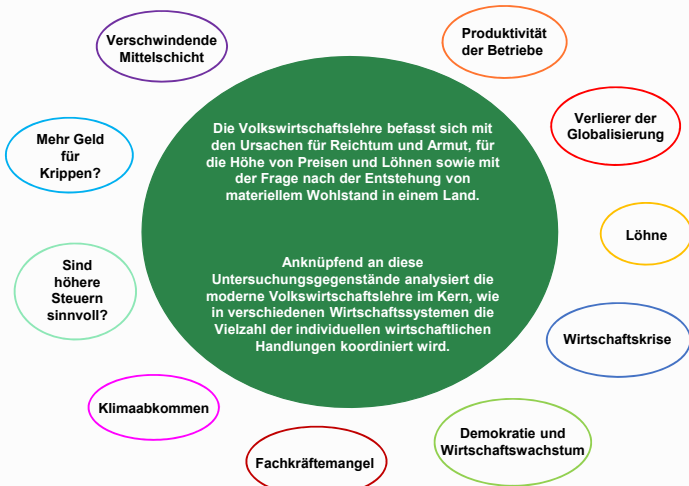 Verschwindende
Mittelschicht
Produktivität
der Betriebe
Mehr Geld
für
Krippen?
Verlierer der
Globalisierung
Die Volkswirtschaftslehre befasst sich mit
den Ursachen für Reichtum und Armut, für
die Höhe von Preisen und Löhnen sowie mit
der Frage nach der Entstehung von
materiellem Wohlstand in einem Land.
Anknüpfend an diese
Untersuchungsgegenstände analysiert die
moderne Volkswirtschaftslehre im Kern, wie
in verschiedenen Wirtschaftssystemen die
Vielzahl der individuellen wirtschaftlichen
Handlungen koordiniert wird.
Löhne
Sind
höhere
Steuern
sinnvoll?
Wirtschaftskrise
Klimaabkommen
Demokratie und
Wirtschaftswachstum
Fachkräftemangel